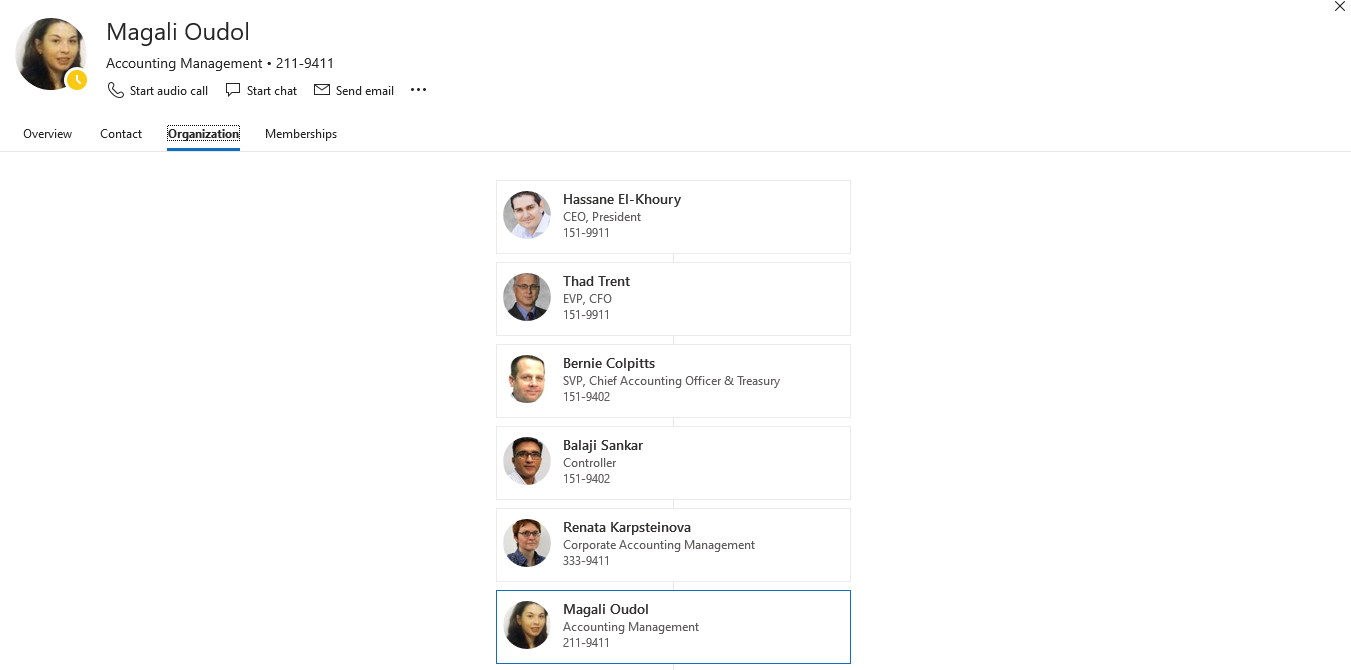 Magali Oudol
Accounting Management • 211-9411
Start audio call Start chat Send email
Overview Contact Organization Memberships
Hassane El-Khoury
CEO, President
151-9911
Thad Trent
EVP, CFO
151-9911
Bernie Colpitts
SVP, Chief Accounting Officer & Treasury
151-9402
Balaji Sankar
Controller
151-9402
Renata Karpsteinova
Corporate Accounting Management
333-9411
Magali Oudol
Accounting Management
211-9411